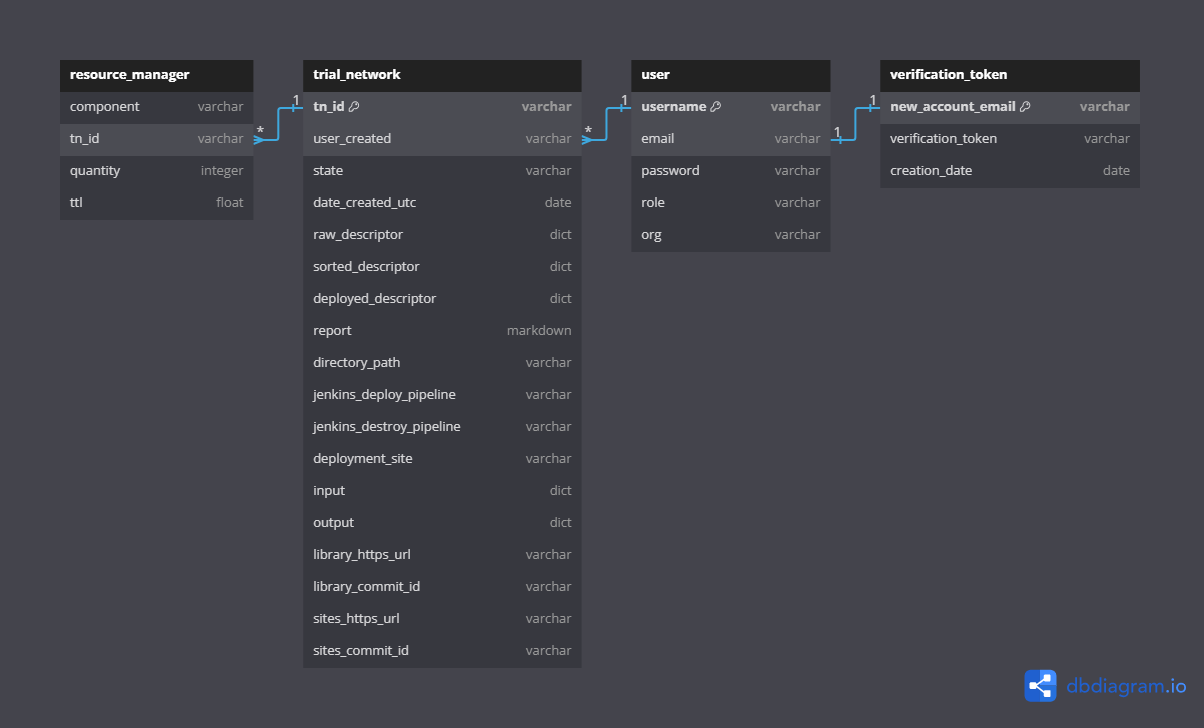 resource_manager
component varchar
tn_id varchar
quantity integer
ttl float
* 1
trial_network
tn_id varchar
user_created varchar
state varchar
date_created_utc date
raw_descriptor dict
sorted_descriptor dict
deployed_descriptor dict
report markdown
directory_path varchar
jenkins_deploy_pipeline varchar
jenkins_destroy_pipeline varchar
deployment_site varchar
input dict
output dict
library_https_url varchar
library_commit_id varchar
sites_https_url varchar
sites_commit_id varchar
* 1
user
username varchar
email varchar
password varchar
role varchar
org varchar
1 1
verification_token
new_account_email varchar
verification_token varchar
creation_date date
dbdiagram.io